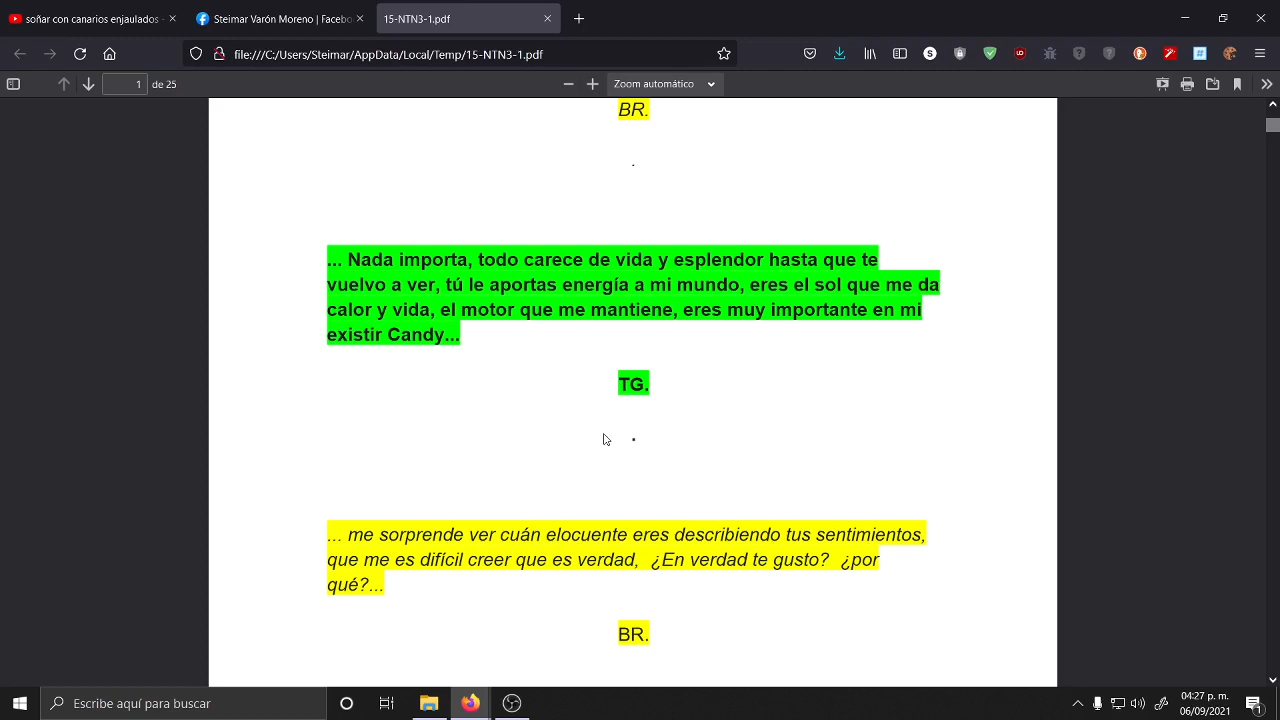 soñar con canarios enjaulados -
Steimar Varón Moreno | Facebo
15-NTN3-1.pdf
file:///C:/Users/Steimar/AppData/Local/Temp/15-NTN3-1.pdf
1 de 25
Zoom automático
BR.
.
... Nada importa, todo carece de vida y esplendor hasta que te
vuelvo a ver, tú le aportas energía a mi mundo, eres el sol que me da
calor y vida, el motor que me mantiene, eres muy importante en mi
existir Candy...
TG.
.
... me sorprende ver cuán elocuente eres describiendo tus sentimientos,
que me es difícil creer que es verdad,  ¿En verdad te gusto?  ¿por
qué?...
BR.
Escribe aquí para buscar
04:27 p. m.
06/09/2021